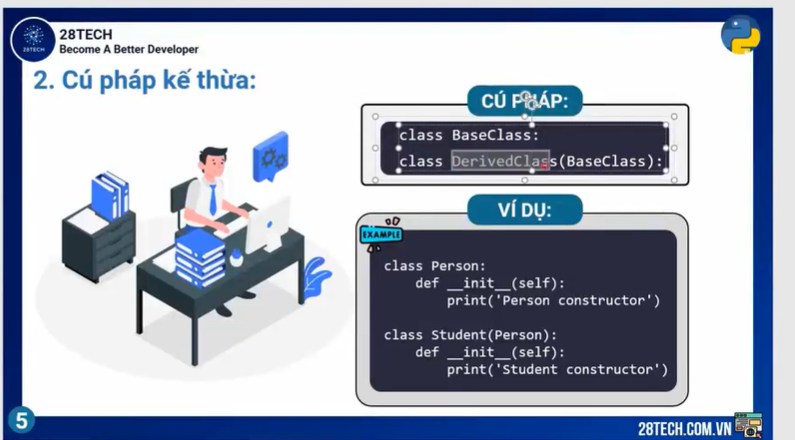 28TECH
Become A Better Developer
28TECH
2. Cú pháp kế thừa:
CÚ PHÁP:
class BaseClass:
class DerivedClass(BaseClass):
VÍ DỤ:
EXAMPLE
class Person:
def __init__(self):
print('Person constructor')
class Student(Person):
def __init__(self):
print('Student constructor')
5
28TECH.COM.VN